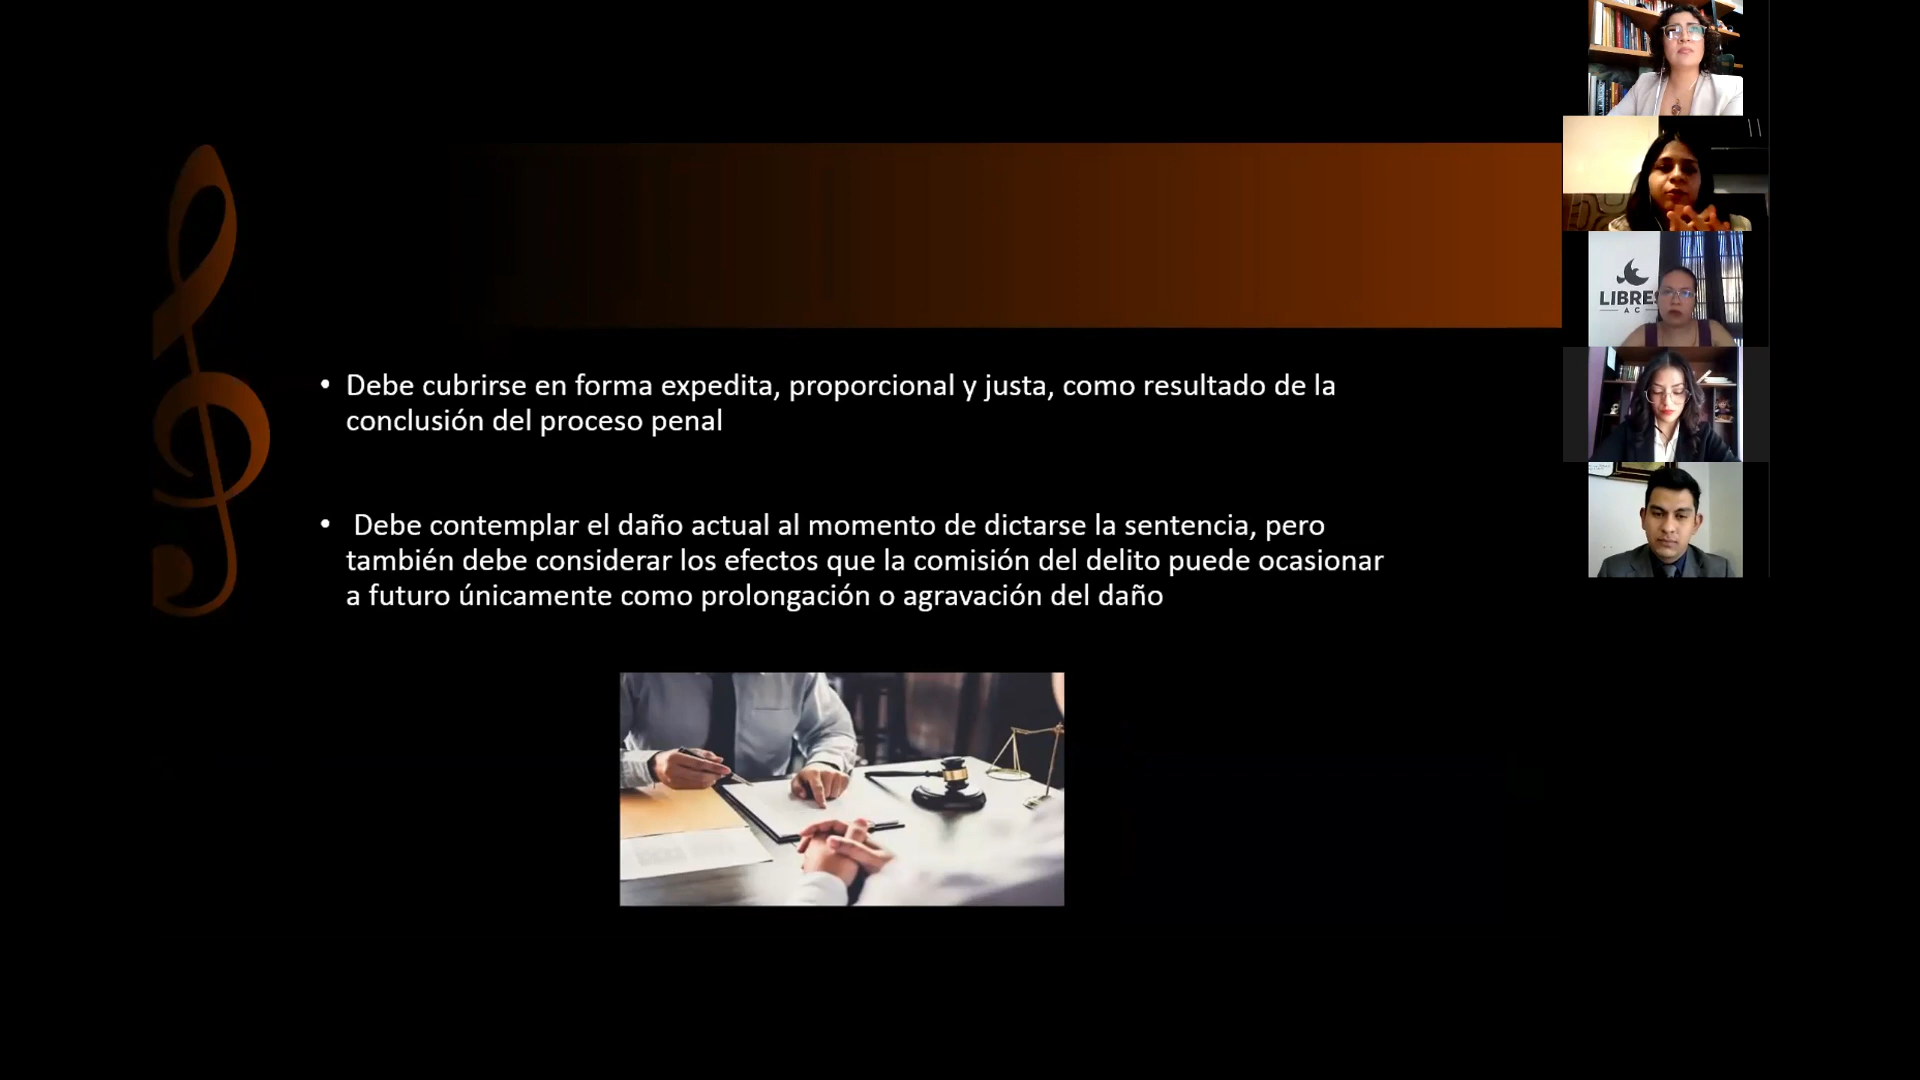 • Debe cubrirse en forma expedita, proporcional y justa, como resultado de la
conclusión del proceso penal
• Debe contemplar el daño actual al momento de dictarse la sentencia, pero
también debe considerar los efectos que la comisión del delito puede ocasionar
a futuro únicamente como prolongación o agravación del daño
LIBRES
A C